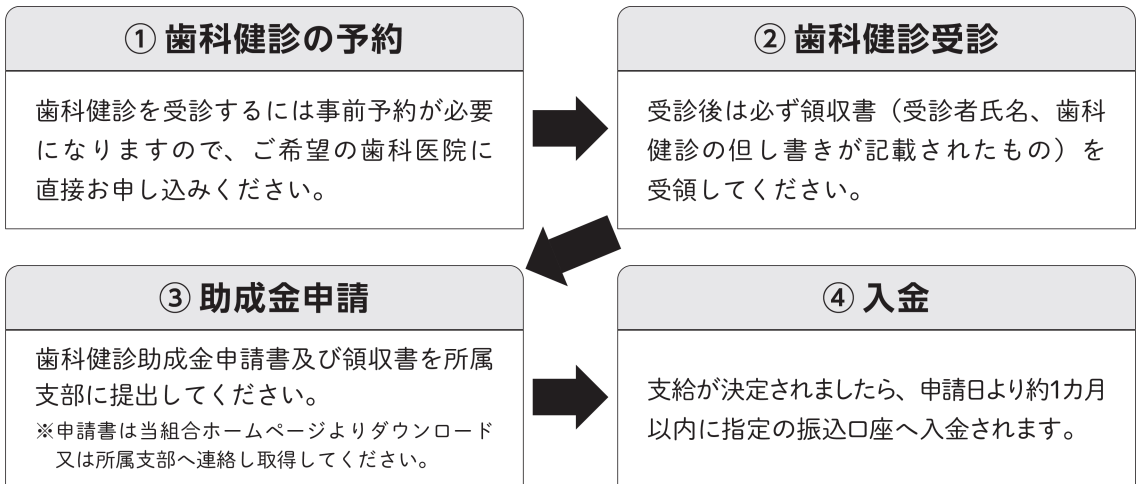 ① 歯科健診の予約
歯科健診を受診するには事前予約が必要
になりますので、ご希望の歯科医院に
直接お申し込みください。
② 歯科健診受診
受診後は必ず領収書（受診者氏名、歯科
健診の但し書きが記載されたもの）を
受領してください。
③ 助成金申請
歯科健診助成金申請書及び領収書を所属
支部に提出してください。
※申請書は当組合ホームページよりダウンロード
又は所属支部へ連絡し取得してください。
④ 入金
支給が決定されましたら、申請日より約1カ月
以内に指定の振込口座へ入金されます。